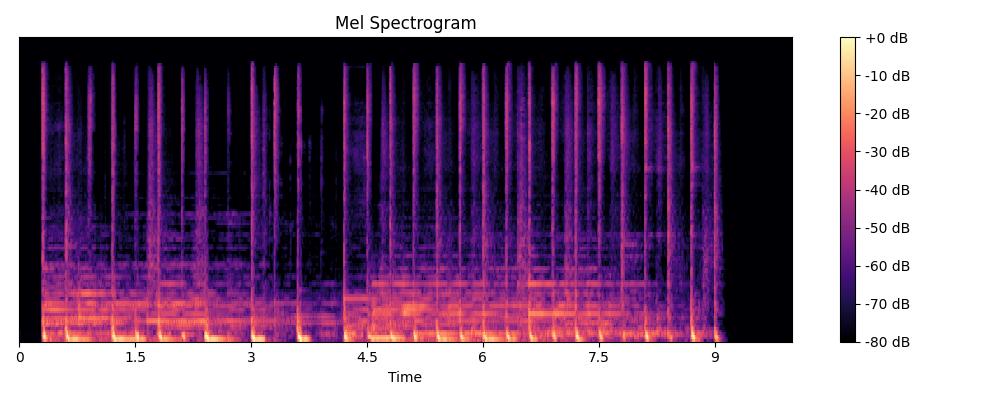 Mel Spectrogram
+0 dB
-10 dB
-20 dB
-30 dB
-40 dB
-50 dB
-60 dB
-70 dB
-80 dB
0 1.5 3 4.5 6 7.5 9
Time